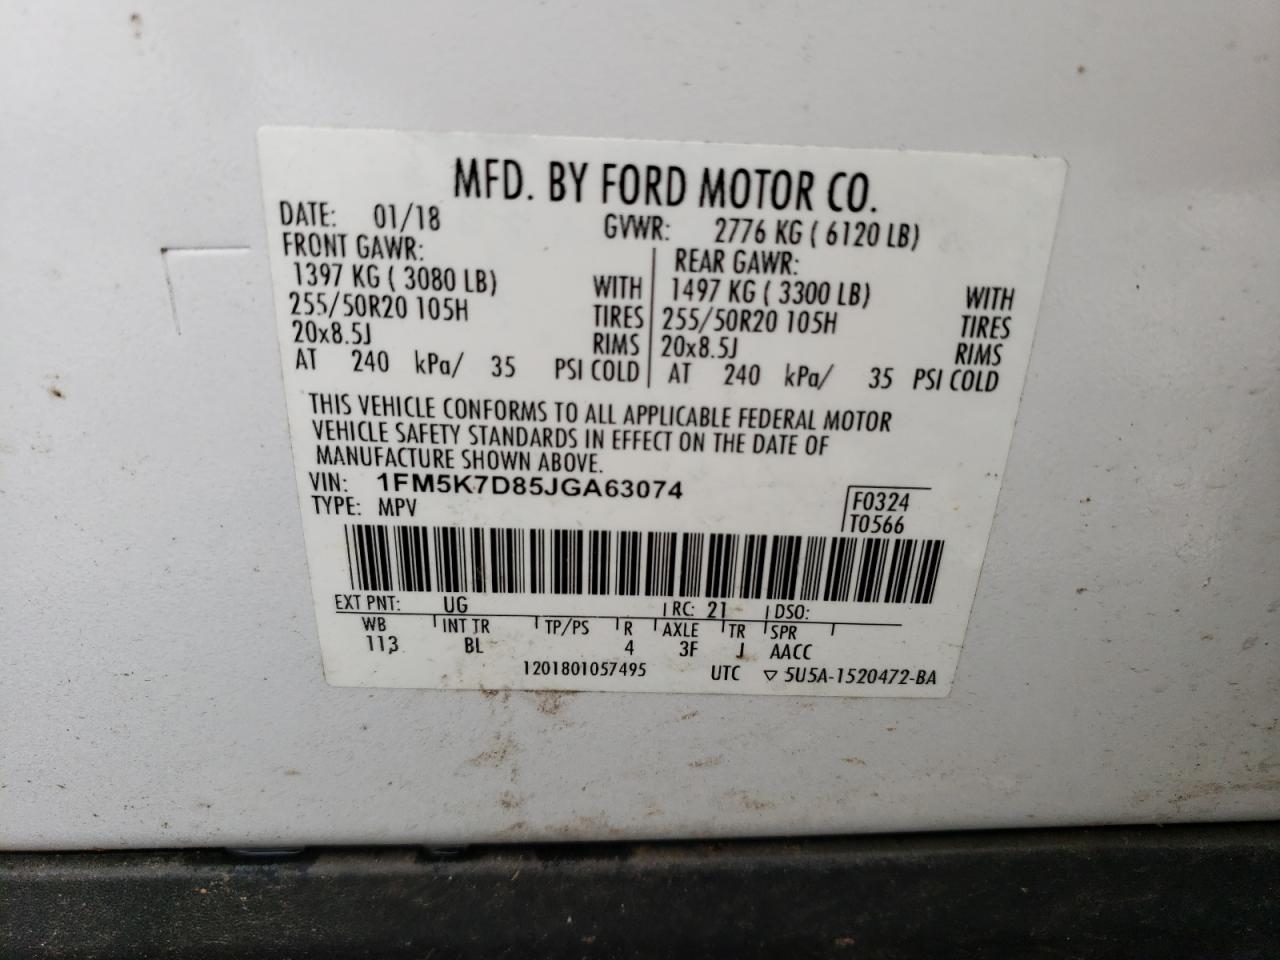 MFD. BY FORD MOTOR CO.
DATE: 01/18 GVWR: 2776 KG ( 6120 LB)
FRONT GAWR: REAR GAWR:
1397 KG ( 3080 LB) WITH 1497 KG ( 3300 LB) WITH
255/50R20 105H TIRES 255/50R20 105H TIRES
20x8.5J RIMS 20x8.5J RIMS
AT 240 kPa/ 35 PSI COLD AT 240 kPa/ 35 PSI COLD
THIS VEHICLE CONFORMS TO ALL APPLICABLE FEDERAL MOTOR
VEHICLE SAFETY STANDARDS IN EFFECT ON THE DATE OF
MANUFACTURE SHOWN ABOVE.
VIN: 1FM5K7D85JGA63074 F0324
TYPE: MPV T0566
EXT PNT: UG RC: 21 DSO:
WB INT TR TP/PS R AXLE TR SPR
113 BL 4 3F J AACC
1201801057495 UTC ▽ 5U5A-1520472-BA